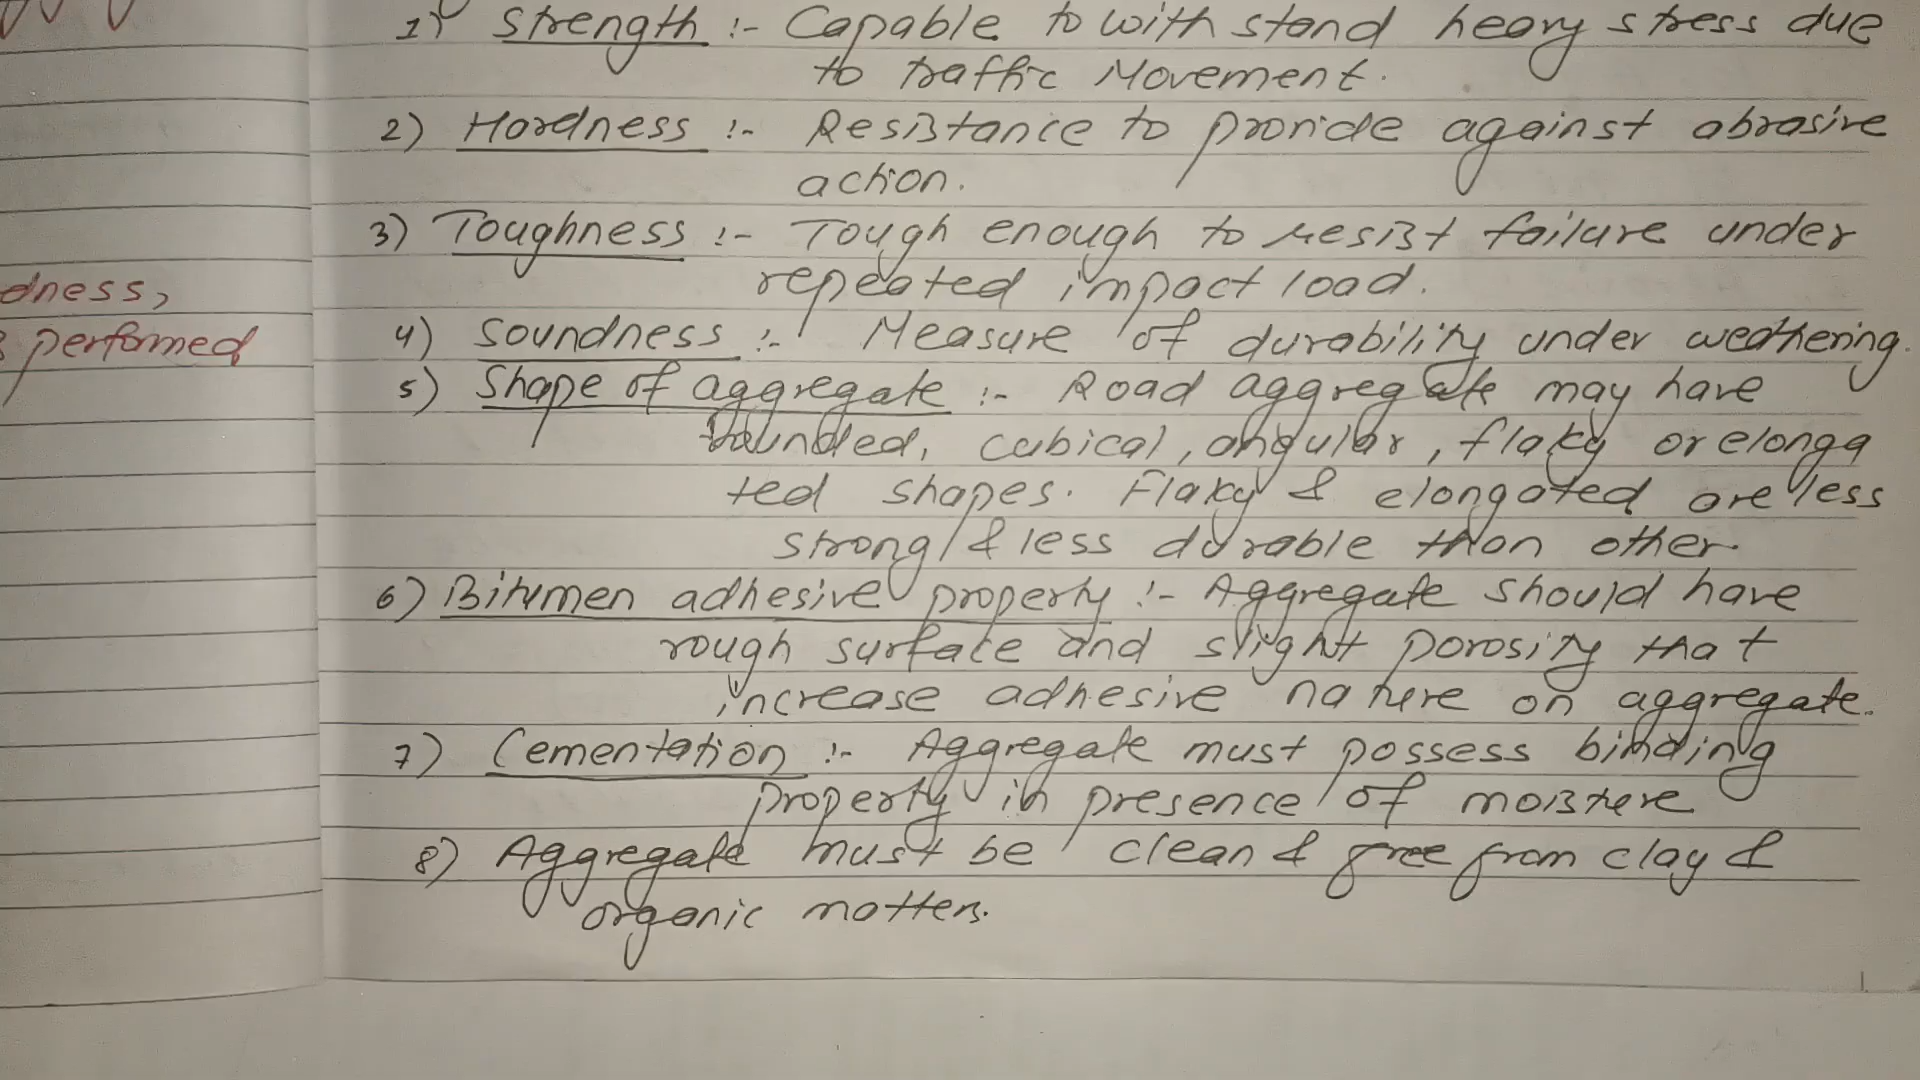 dness,
performed
1) Strength :- Capable to with stand heavy stress due
to traffic Movement.
2) Hardness :- Resistance to provide against abrasive
action.
3) Toughness :- Tough enough to resist failure under
repeated impact load.
4) Soundness :- Measure of durability under weathering.
5) Shape of aggregate :- Road aggregate may have
rounded, cubical, angular, flaky or elonga
ted shapes. Flaky & elongated are less
strong & less durable than other.
6) Bitumen adhesive property :- Aggregate should have
rough surface and slight porosity that
increase adhesive nature on aggregate.
7) Cementation :- Aggregate must possess binding
property in presence of moisture
8) Aggregate must be clean & free from clay &
organic matters.